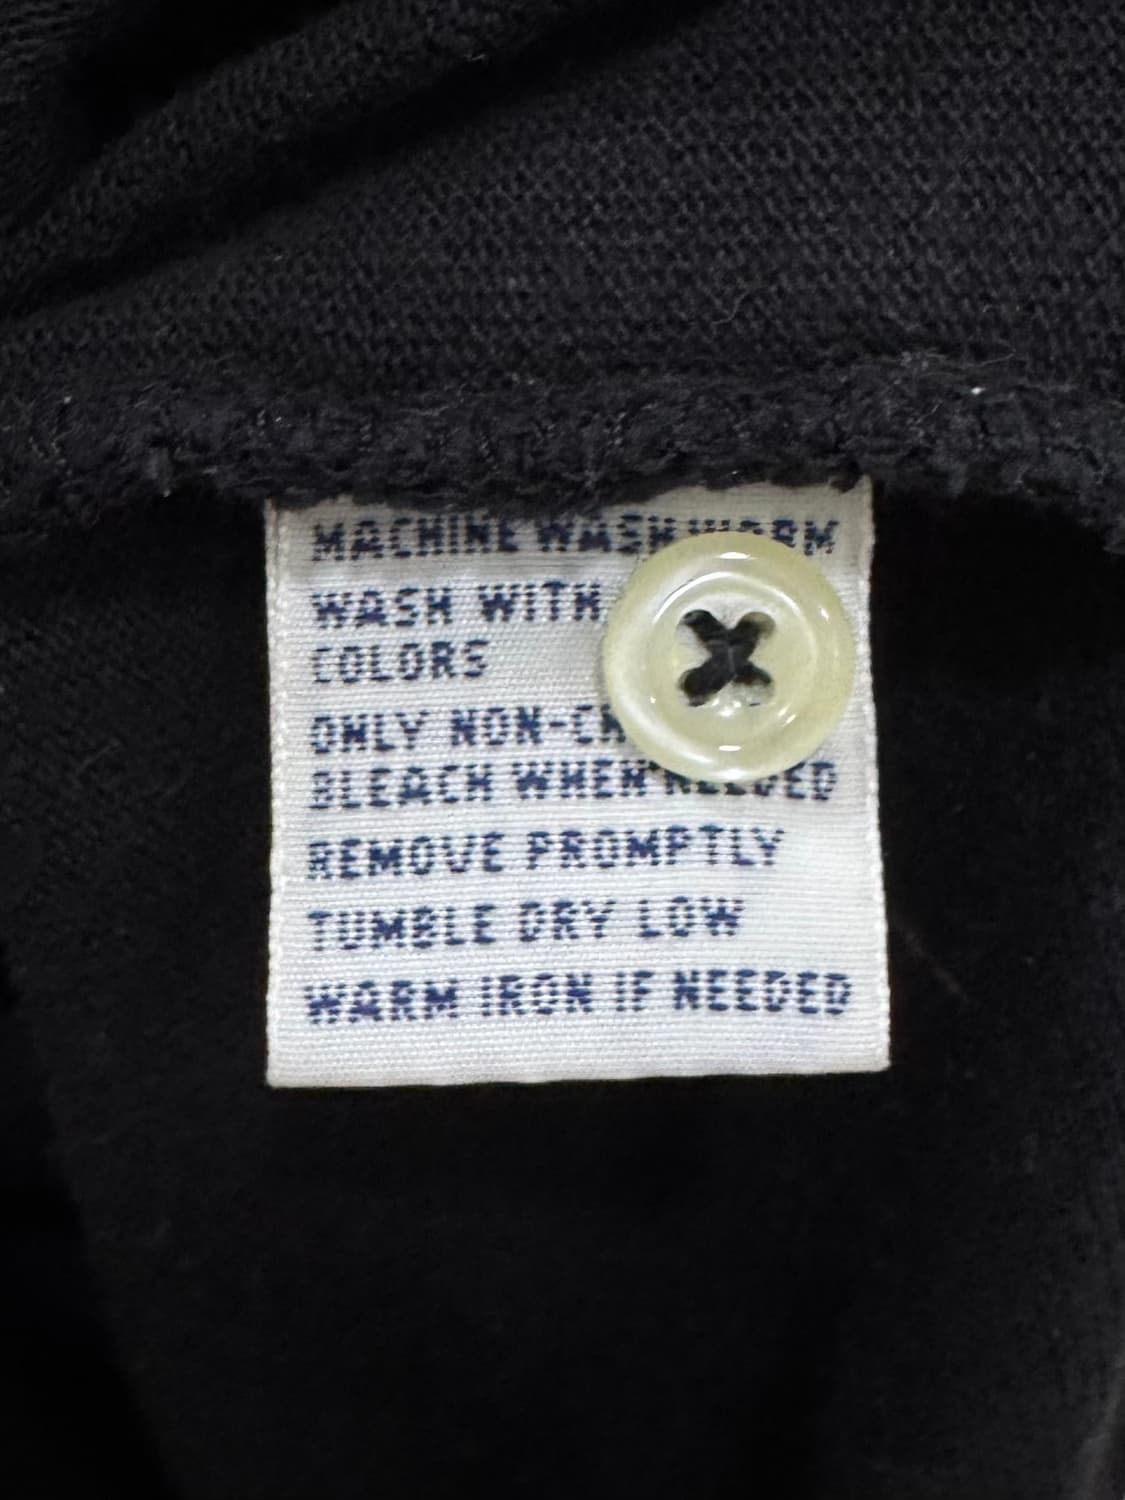 MACHINE WASH WARM
WASH WITH
COLORS
ONLY NON-CH
BLEACH WHEN NEEDED
REMOVE PROMPTLY
TUMBLE DRY LOW
WARM IRON IF NEEDED